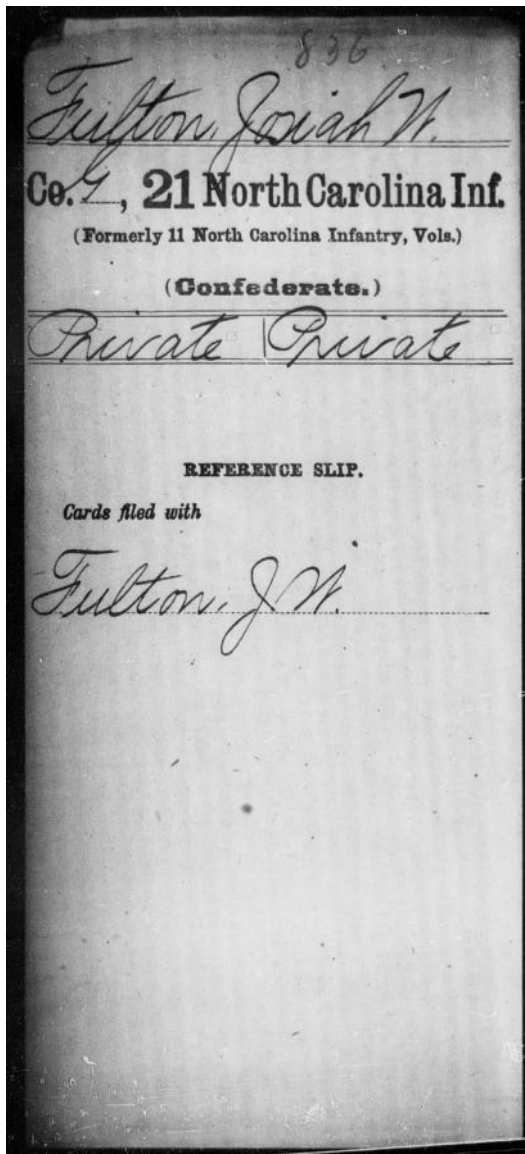 836
Fulton, Josiah W.
Co. G, 21 North Carolina Inf.
(Formerly 11 North Carolina Infantry, Vols.)
(Confederate.)
Private | Private
REFERENCE SLIP.
Cards filed with
Fulton, J. W.